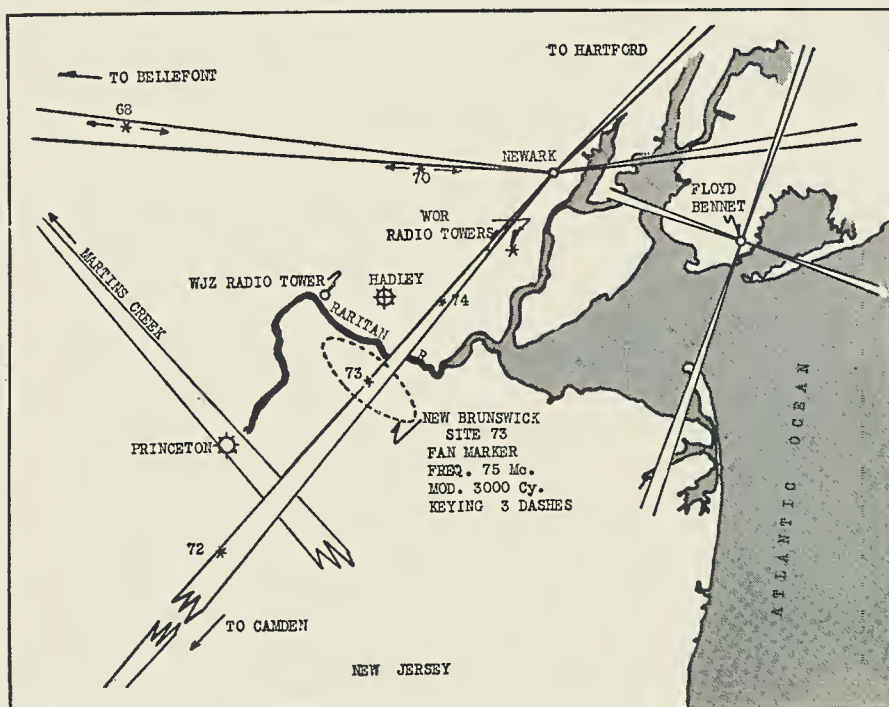 TO HARTFORD
TO BELLEFONT
68
NEWARK
70
FLOYD
BENNET
WOR
RADIO TOWERS
MARTINS CREEK
WJZ RADIO TOWER
HADLEY
74
RARITAN
R.
73
NEW BRUNSWICK
SITE 73
FAN MARKER
FREQ. 75 Mc.
MOD. 3000 Cy.
KEYING 3 DASHES
PRINCETON
72
TO CAMDEN
NEW JERSEY
ATLANTIC OCEAN